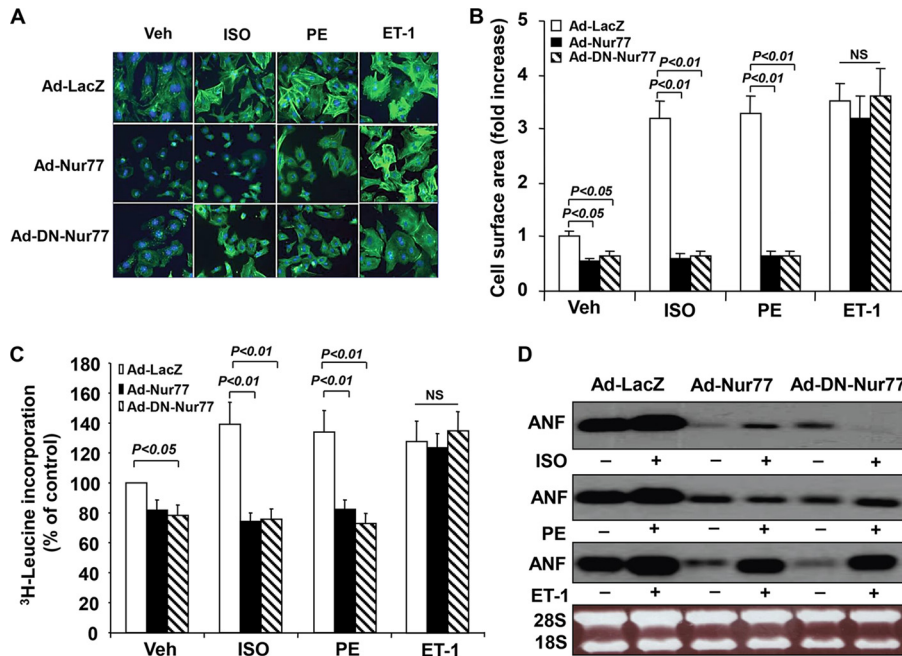 A
Veh ISO PE ET-1
Ad-LacZ
Ad-Nur77
Ad-DN-Nur77
B
Cell surface area (fold increase)
5
4
3
2
1
0
Ad-LacZ
Ad-Nur77
Ad-DN-Nur77
P<0.05
P<0.05
P<0.01
P<0.01
P<0.01
P<0.01
NS
Veh ISO PE ET-1
C
³H-Leucine incorporation
(% of control)
180
160
140
120
100
80
60
40
20
0
Ad-LacZ
Ad-Nur77
Ad-DN-Nur77
P<0.05
P<0.01
P<0.01
P<0.01
P<0.01
NS
Veh ISO PE ET-1
D
Ad-LacZ Ad-Nur77 Ad-DN-Nur77
ANF
ISO − + − + − +
ANF
PE − + − + − +
ANF
ET-1 − + − + − +
28S
18S